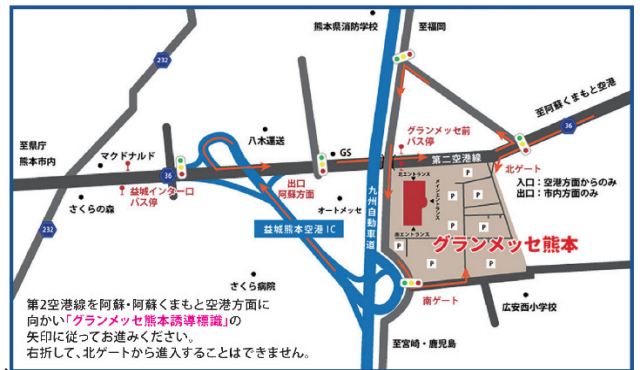 熊本県消防学校
至福岡
232
至阿蘇くまもと空港
36
グランメッセ前
バス停
至県庁
熊本市内
マクドナルド
八木運送
GS
第二空港線
北ゲート
入口：空港方面からのみ
出口：市内方面のみ
益城インター口
バス停
36
出口
阿蘇方面
北エントランス
メインエントランス
南エントランス
さくらの森
オートメッセ
九州自動車道
P
P
P
P
P
P
P
P
232
益城熊本空港IC
グランメッセ熊本
さくら病院
南ゲート
広安西小学校
至宮崎・鹿児島
第2空港線を阿蘇・阿蘇くまもと空港方面に
向かい「グランメッセ熊本誘導標識」の
矢印に従ってお進みください。
右折して、北ゲートから進入することはできません。